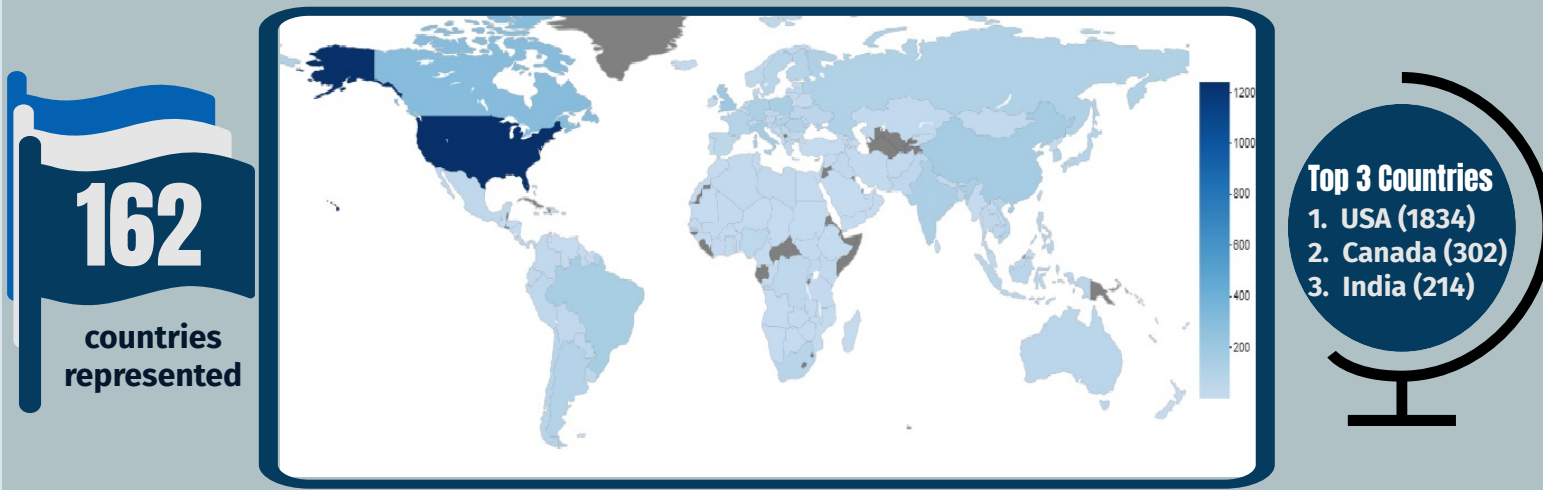 162
countries
represented
1200
1000
800
600
400
200
Top 3 Countries
1. USA (1834)
2. Canada (302)
3. India (214)